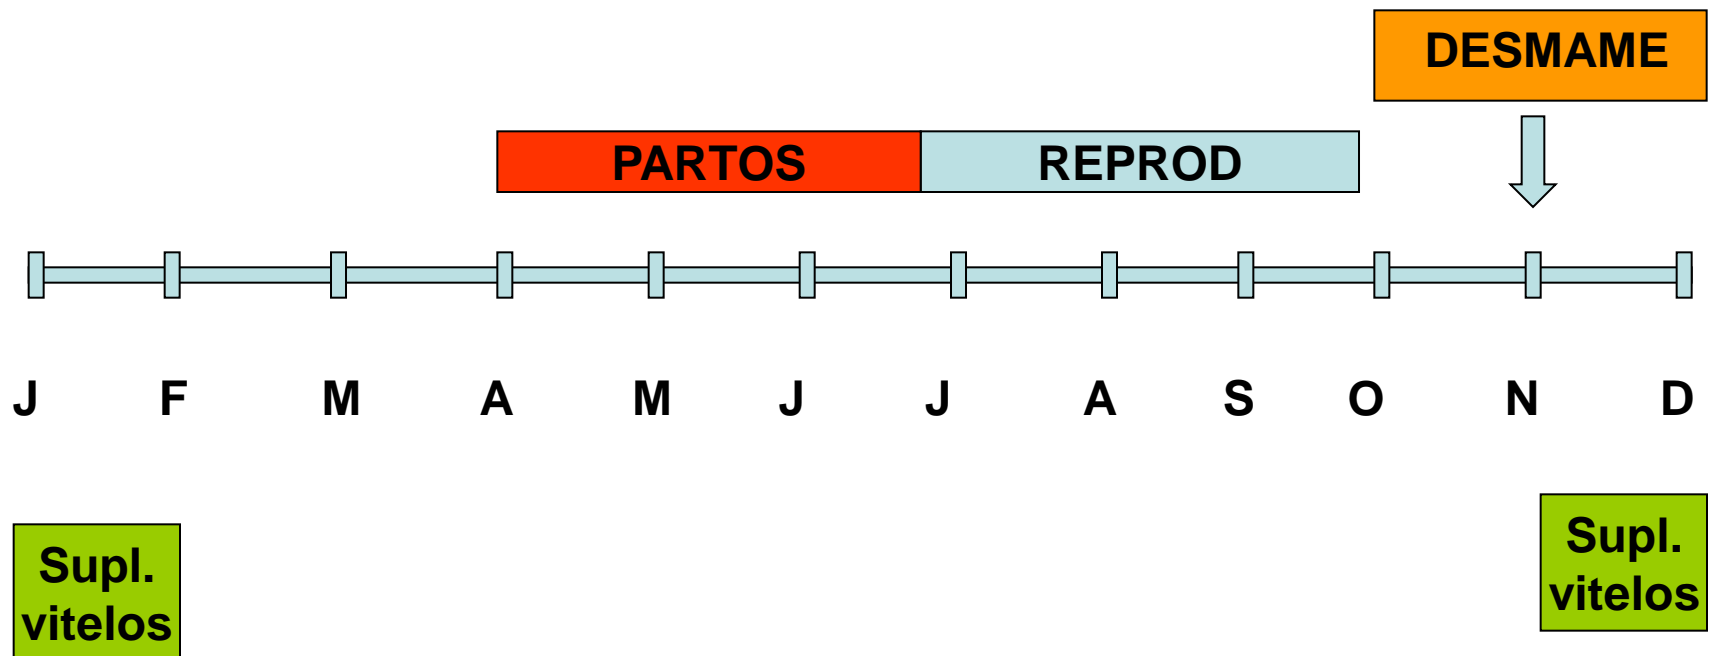 DESMAME
PARTOS REPROD
J F M A M J J A S O N D
Supl.
vitelos
Supl.
vitelos